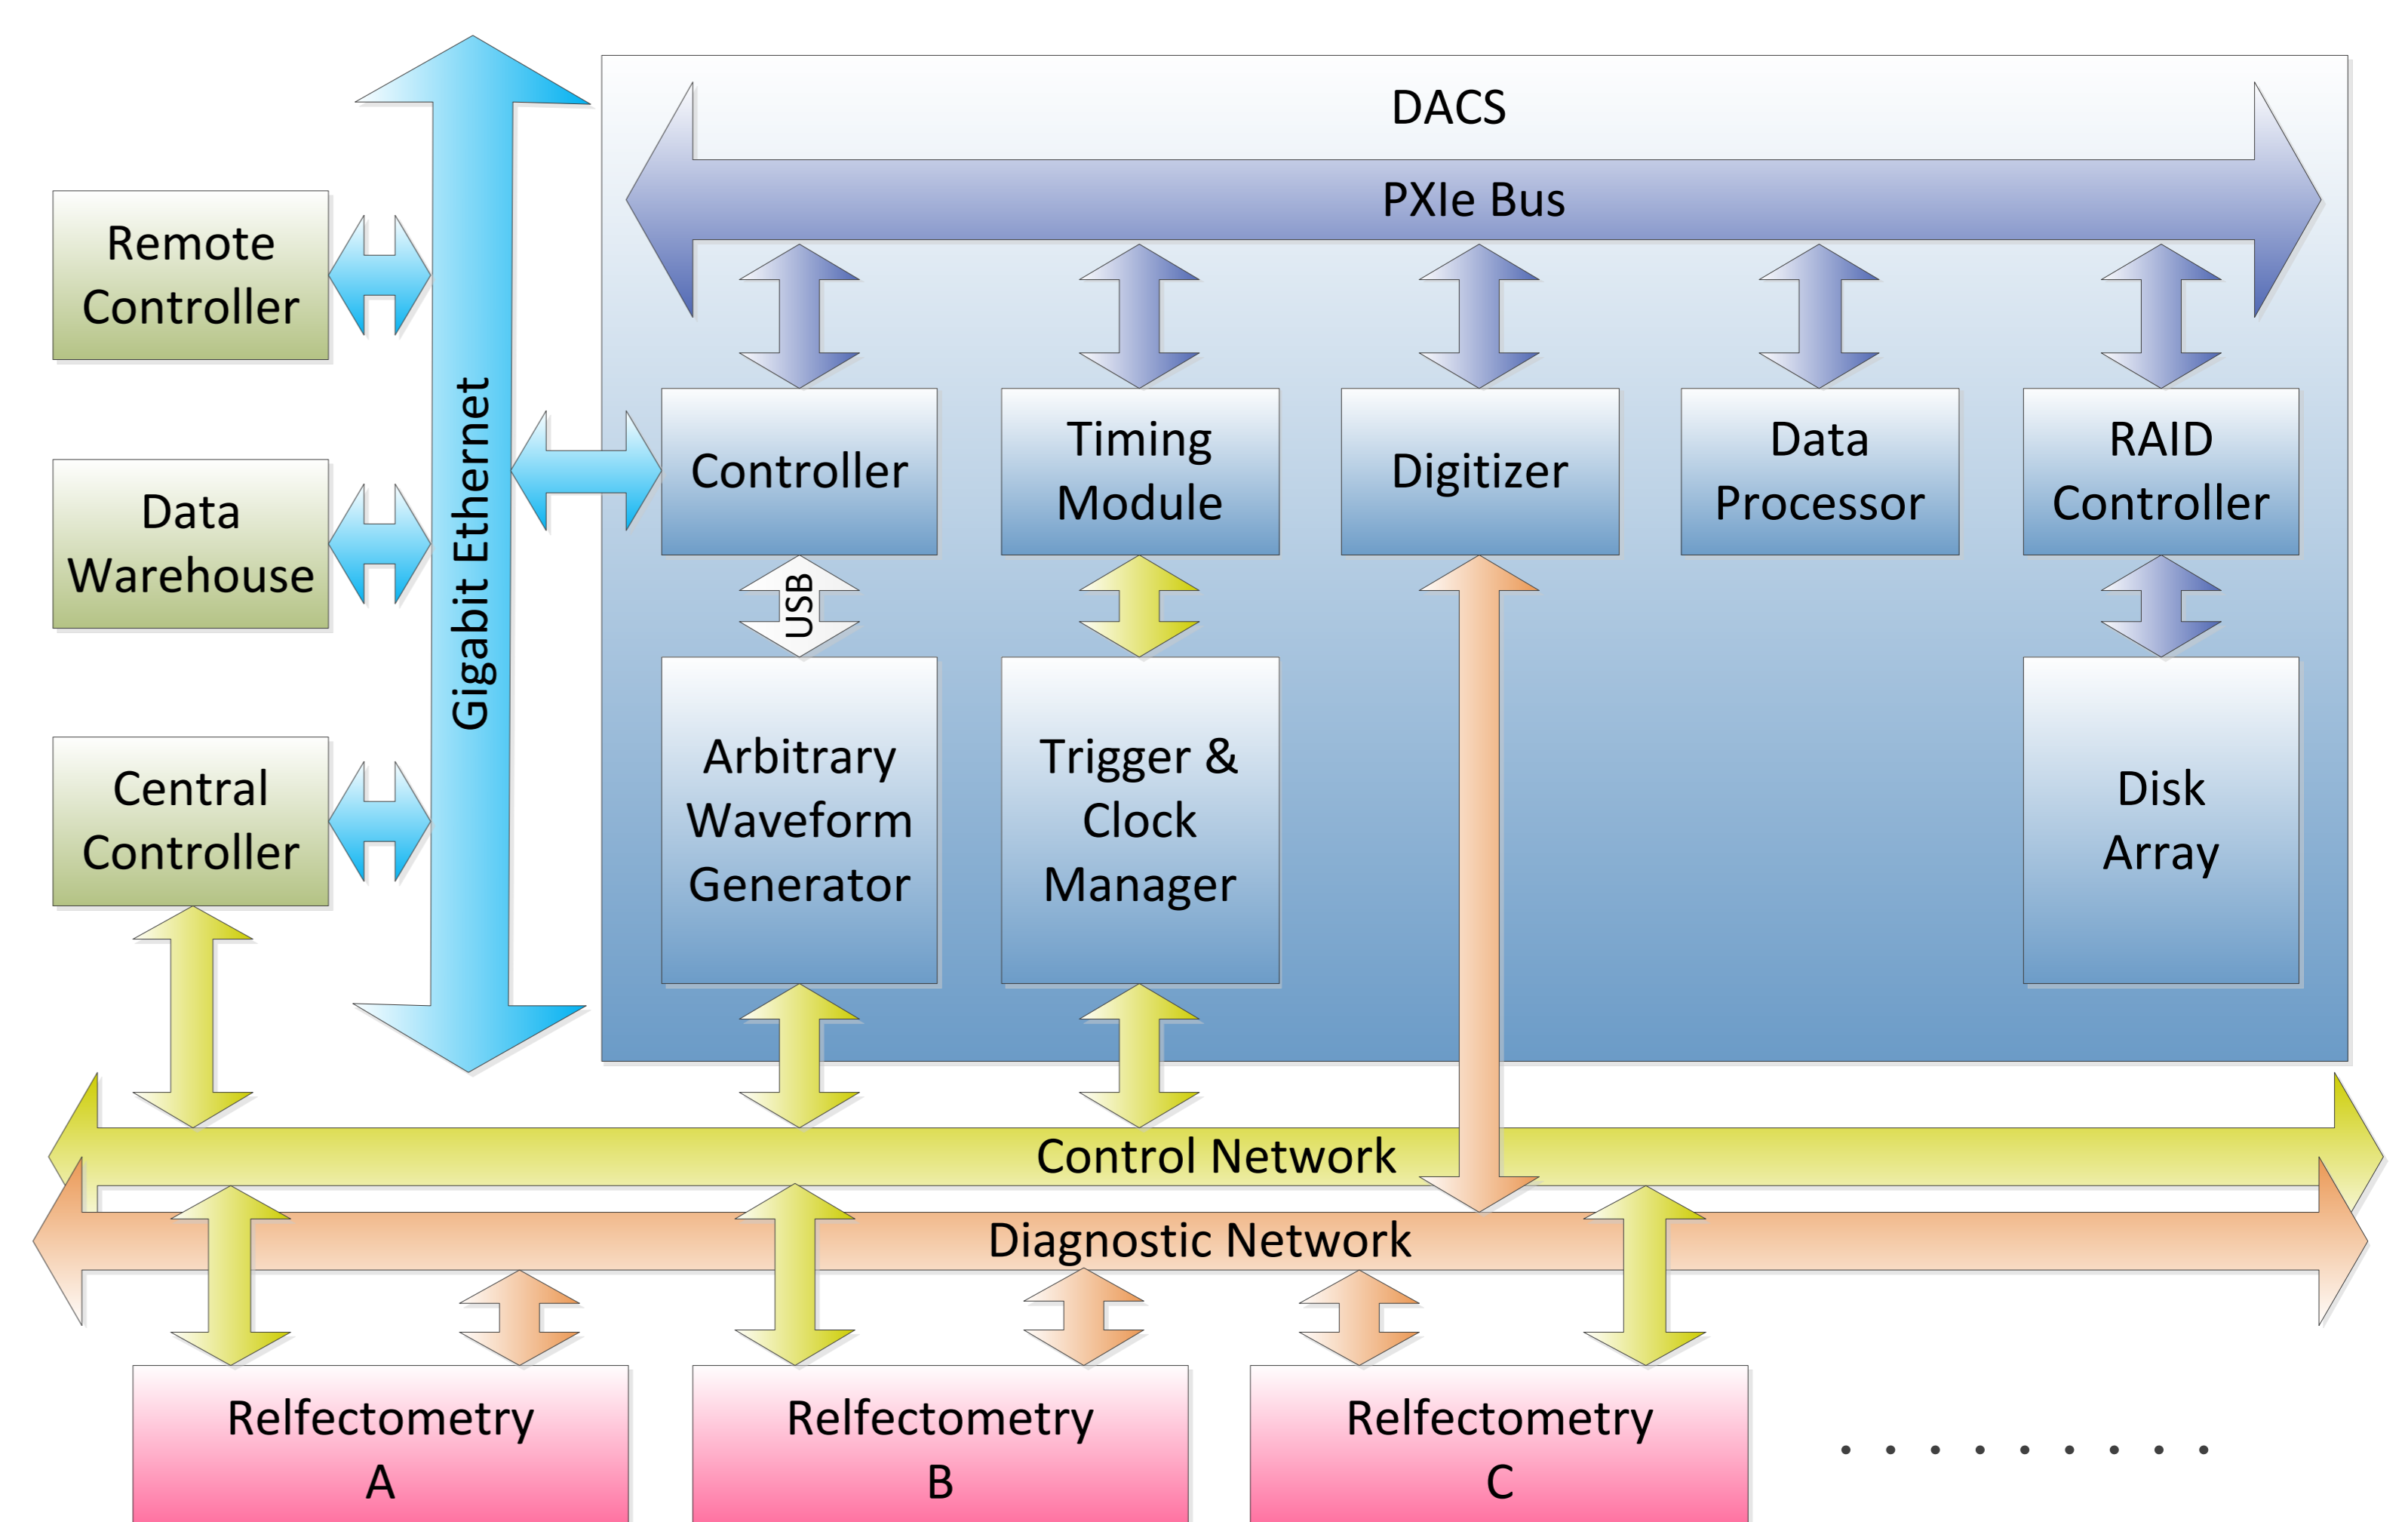 DACS
PXIe Bus
Remote
Controller
Gigabit Ethernet
Controller
Timing
Module
Digitizer
Data
Processor
RAID
Controller
Data
Warehouse
USB
Central
Controller
Arbitrary
Waveform
Generator
Trigger &
Clock
Manager
Disk
Array
Control Network
Diagnostic Network
Relfectometry
A
Relfectometry
B
Relfectometry
C
. . . . . . . . .